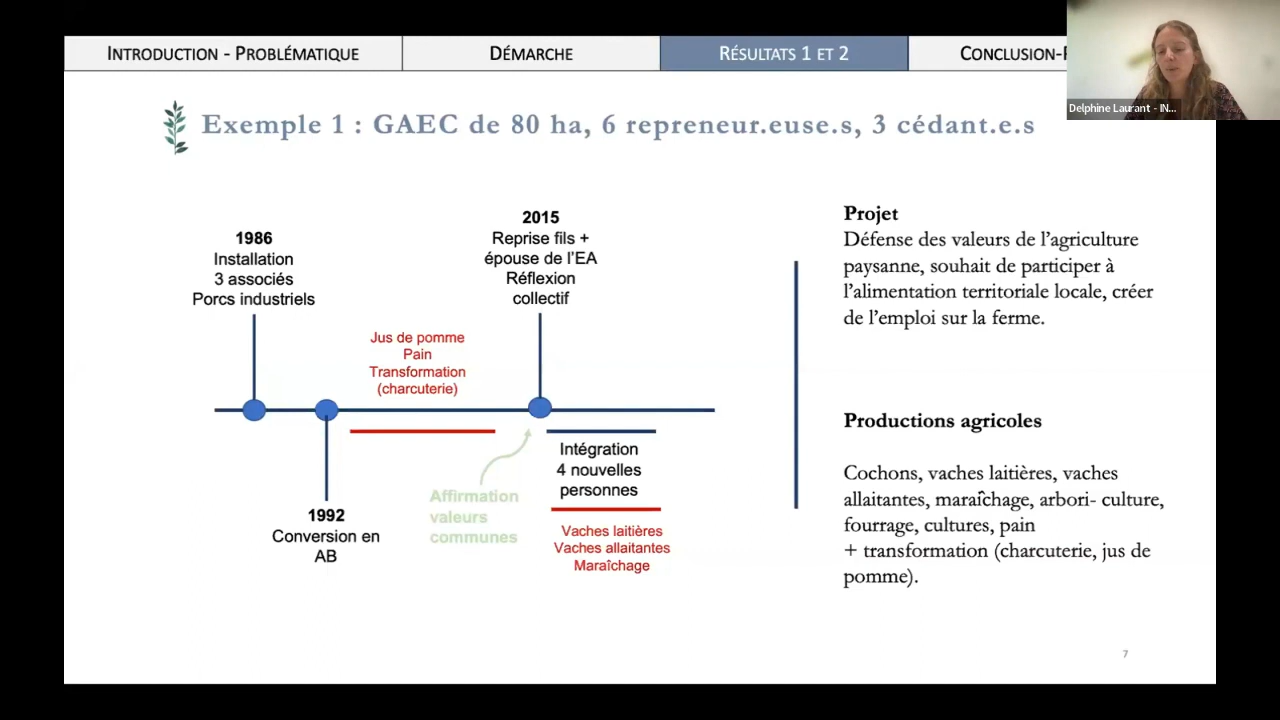 INTRODUCTION - PROBLÉMATIQUE
DÉMARCHE
RÉSULTATS 1 ET 2
CONCLUSION-
Delphine Laurant - IN...
Exemple 1 : GAEC de 80 ha, 6 repreneur.euse.s, 3 cédant.e.s
1986
Installation
3 associés
Porcs industriels
2015
Reprise fils +
épouse de l'EA
Réflexion
collectif
Jus de pomme
Pain
Transformation
(charcuterie)
1992
Conversion en
AB
Affirmation
valeurs
communes
Intégration
4 nouvelles
personnes
Vaches laitières
Vaches allaitantes
Maraîchage
Projet
Défense des valeurs de l'agriculture
paysanne, souhait de participer à
l'alimentation territoriale locale, créer
de l'emploi sur la ferme.
Productions agricoles
Cochons, vaches laitières, vaches
allaitantes, maraîchage, arbori- culture,
fourrage, cultures, pain
+ transformation (charcuterie, jus de
pomme).
7